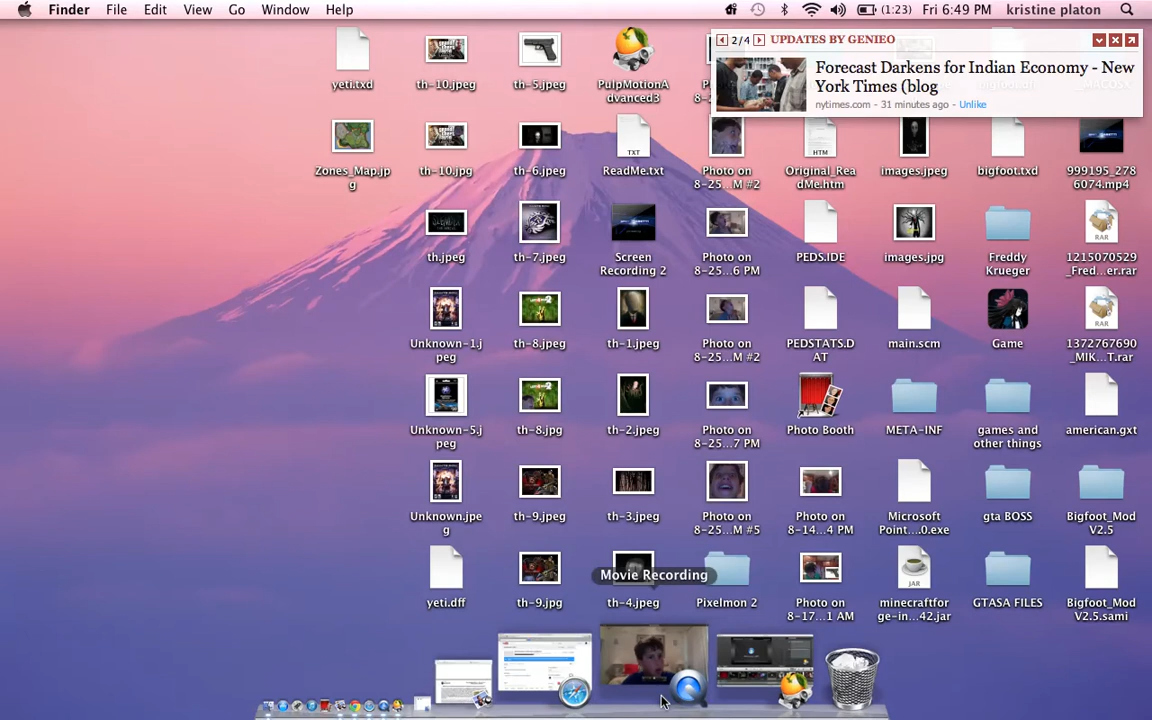 Finder File Edit View Go Window Help (1:23) Fri 6:49 PM kristine platon
2/4 UPDATES BY GENIEO
Forecast Darkens for Indian Economy - New
York Times (blog
nytimes.com - 31 minutes ago - Unlike
yeti.txd th-10.jpeg th-5.jpeg PulpMotionA
dvanced3
Zones_Map.jp
g
th-10.jpg th-6.jpeg ReadMe.txt Photo on
8-25...M #2
Original_Rea
dMe.htm
images.jpeg bigfoot.txd 999195_278
6074.mp4
th.jpeg th-7.jpeg Screen
Recording 2
Photo on
8-25...6 PM
PEDS.IDE images.jpg Freddy
Krueger
1215070529
_Fred...er.rar
Unknown-1.j
peg
th-8.jpeg th-1.jpeg Photo on
8-25...M #2
PEDSTATS.D
AT
main.scm Game 1372767690
_MIK...T.rar
Unknown-5.j
peg
th-8.jpg th-2.jpeg Photo on
8-25...7 PM
Photo Booth META-INF games and
other things
american.gxt
Unknown.jpe
g
th-9.jpeg th-3.jpeg Photo on
8-25...M #5
Photo on
8-14...4 PM
Microsoft
Point...0.exe
gta BOSS Bigfoot_Mod
V2.5
Movie Recording
yeti.dff th-9.jpg th-4.jpeg Pixelmon 2 Photo on
8-17...1 AM
minecraftfor
ge-in...42.jar
GTASA FILES Bigfoot_Mod
V2.5.sami